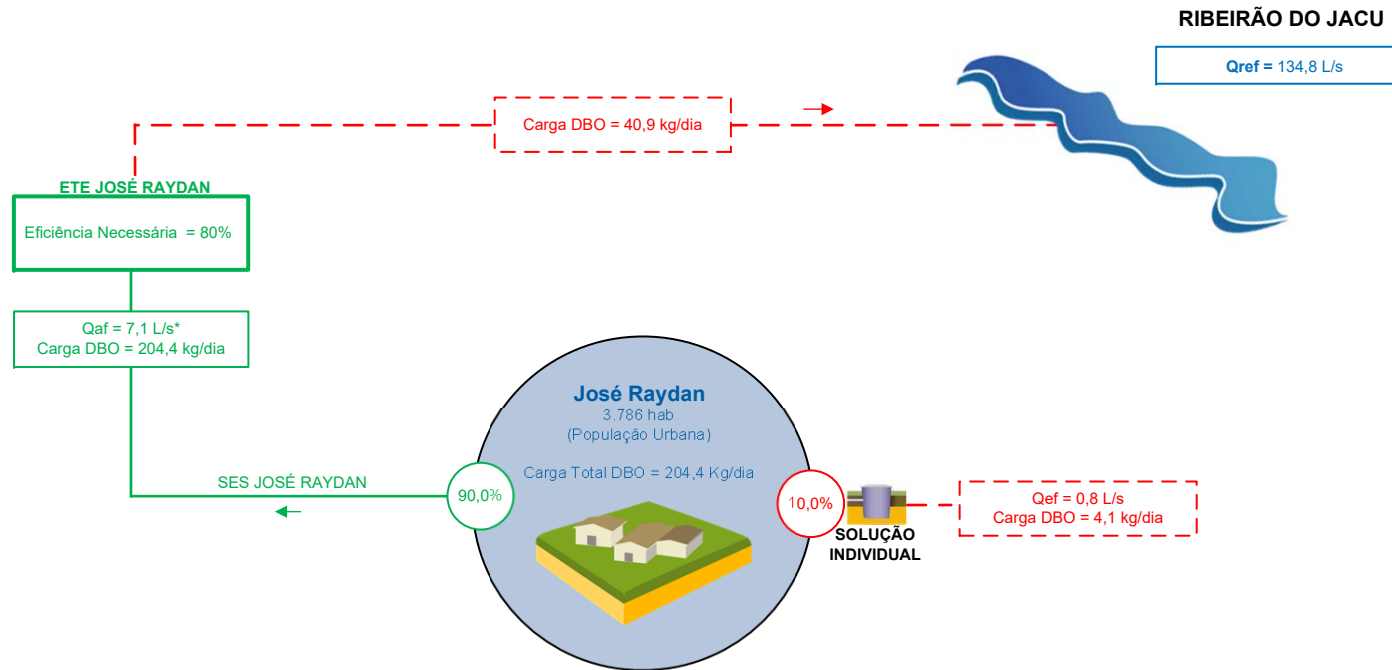 RIBEIRÃO DO JACU
Qref = 134,8 L/s
Carga DBO = 40,9 kg/dia
ETE JOSÉ RAYDAN
Eficiência Necessária = 80%
Qaf = 7,1 L/s*
Carga DBO = 204,4 kg/dia
José Raydan
3.786 hab
(População Urbana)
Carga Total DBO = 204,4 Kg/dia
SES JOSÉ RAYDAN
90,0%
10,0%
SOLUÇÃO
INDIVIDUAL
Qef = 0,8 L/s
Carga DBO = 4,1 kg/dia